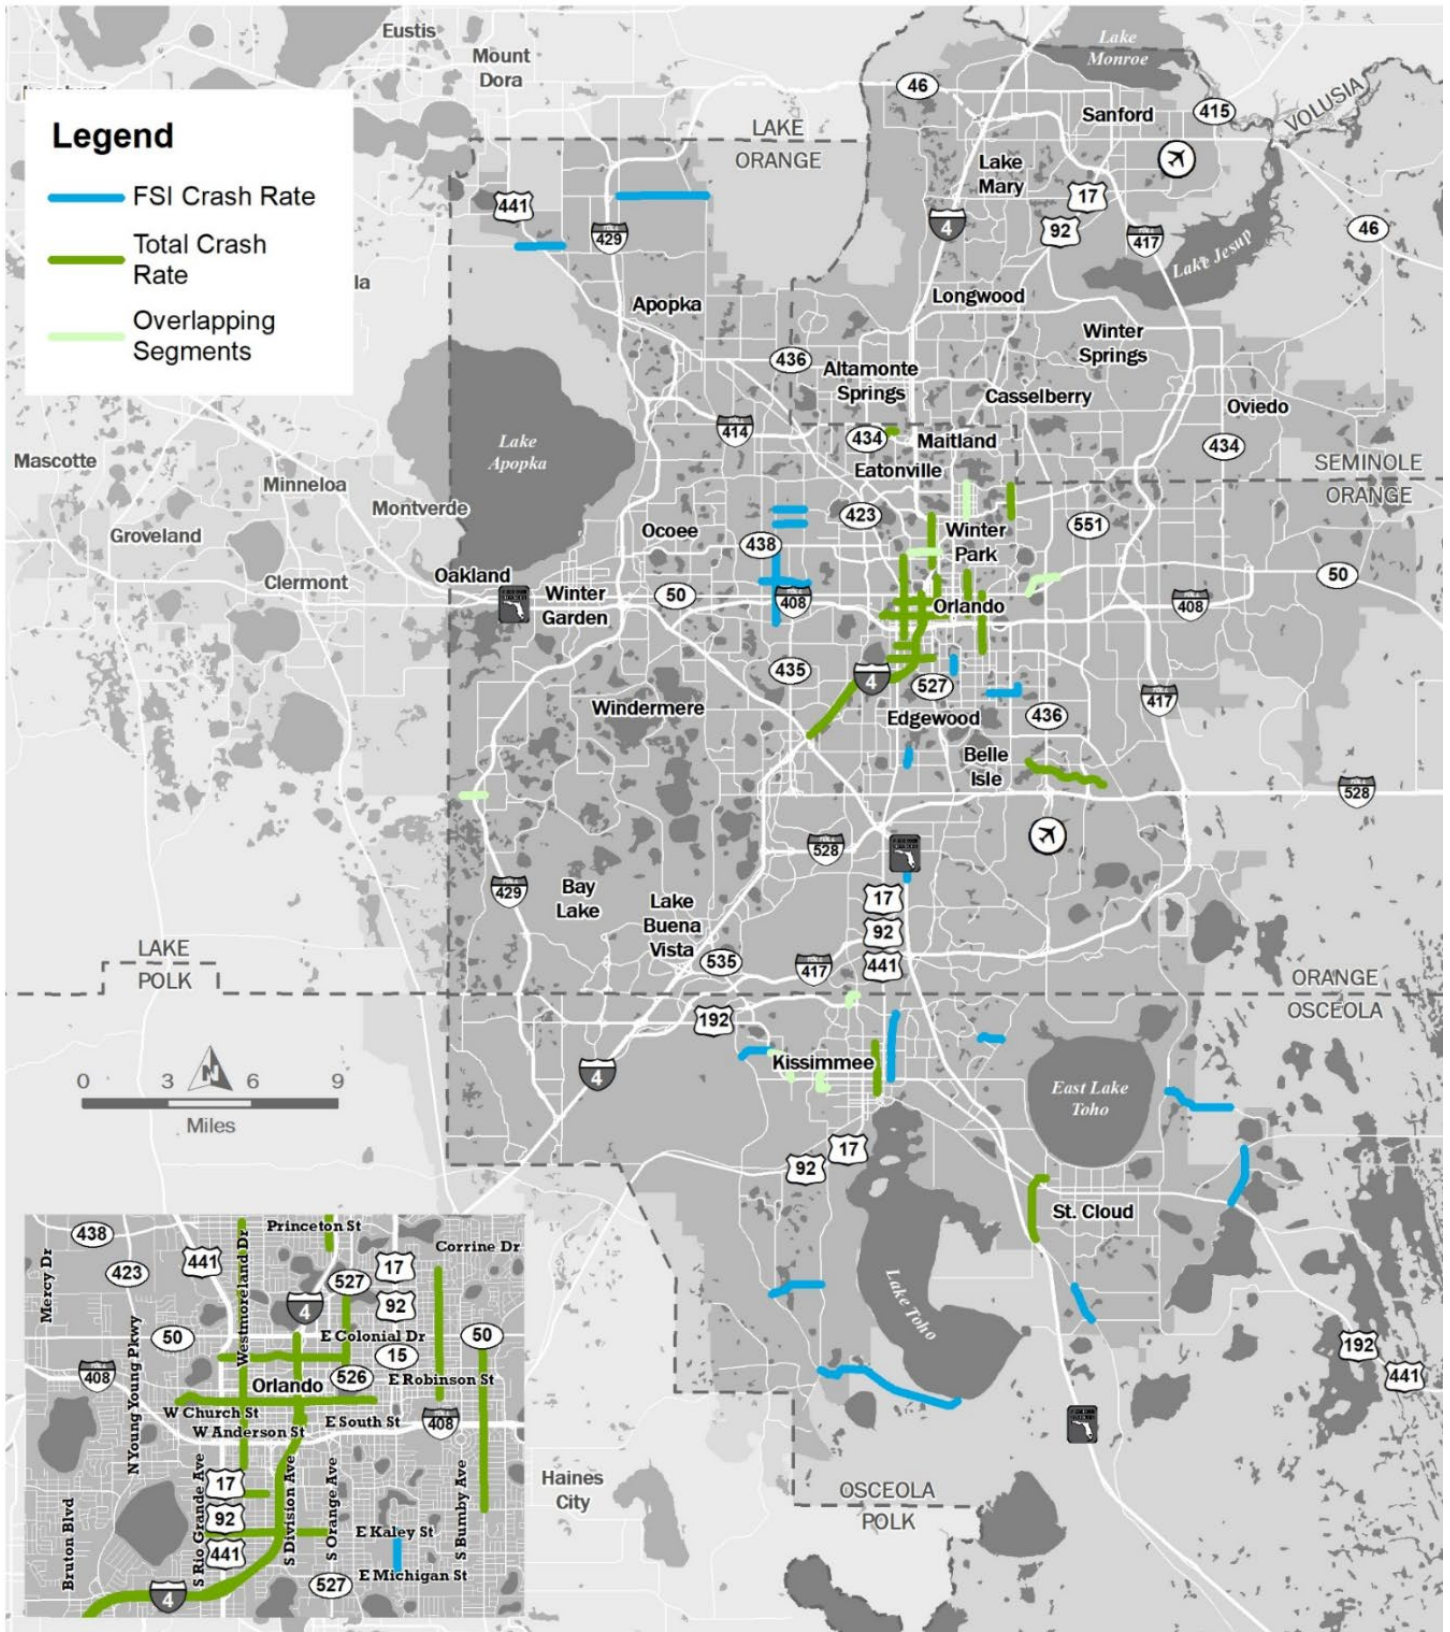 Eustis
Mount
Dora
Lake
Monroe
46
Sanford
415
VOLUSIA
Legend
FSI Crash Rate
Total Crash
Rate
Overlapping
Segments
LAKE
ORANGE
Lake
Mary
17
441
429
4
92
417
46
Lake Jesup
la
Apopka
Longwood
Winter
Springs
436
Altamonte
Springs
Casselberry
Oviedo
414
434
Maitland
434
Lake
Apopka
Mascotte
Eatonville
SEMINOLE
ORANGE
Minneola
Montverde
Groveland
Ocoee
423
438
Winter
Park
551
Clermont
Oakland
Winter
Garden
50
408
Orlando
408
50
435
4
527
Windermere
Edgewood
436
417
Belle
Isle
528
528
429
Bay
Lake
Lake
Buena
Vista
17
92
441
535
417
LAKE
POLK
ORANGE
OSCEOLA
192
Kissimmee
4
East Lake
Toho
0 3 6 9
N
Miles
17
92
St. Cloud
Lake Toho
192
441
Haines
City
OSCEOLA
POLK
Princeton St
438
Mercy Dr
423
441
Westmoreland Dr
17
Corrine Dr
527
92
4
50
N Young Young Pkwy
E Colonial Dr
50
15
408
Orlando
526
E Robinson St
W Church St
E South St
408
W Anderson St
17
92
441
S Rio Grande Ave
S Division Ave
S Orange Ave
S Bumby Ave
Bruton Blvd
E Kaley St
E Michigan St
4
527